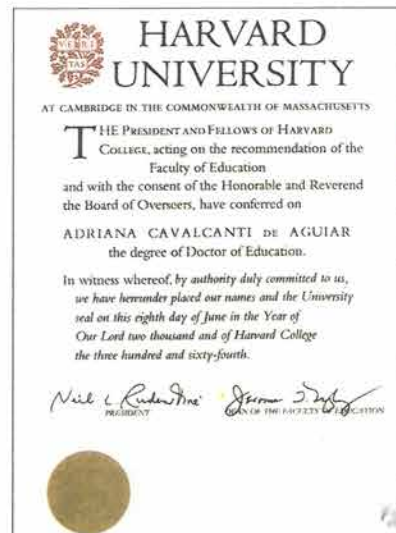 VE RI
TAS
HARVARD
UNIVERSITY
AT CAMBRIDGE IN THE COMMONWEALTH OF MASSACHUSETTS
THE PRESIDENT AND FELLOWS OF HARVARD
COLLEGE, acting on the recommendation of the
Faculty of Education
and with the consent of the Honorable and Reverend
the Board of Overseers, have conferred on
ADRIANA CAVALCANTI DE AGUIAR
the degree of Doctor of Education.
In witness whereof, by authority duly committed to us,
we have hereunder placed our names and the University
seal on this eighth day of June in the Year of
Our Lord two thousand and of Harvard College
the three hundred and sixty-fourth.
Neil L. Rudenstine
PRESIDENT
DEAN OF THE FACULTY OF EDUCATION